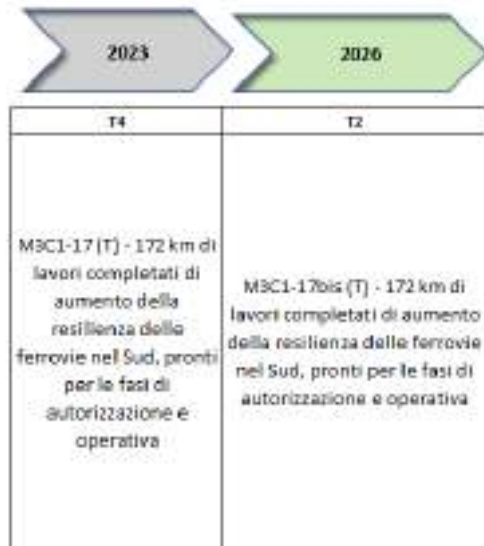 2023
2026
T4
T2
M3C1-17 (T) - 172 km di
lavori completati di
aumento della
resilienza delle
ferrovie nel Sud, pronti
per le fasi di
autorizzazione e
operativa
M3C1-17bis (T) - 172 km di
lavori completati di aumento
della resilienza delle ferrovie
nel Sud, pronti per le fasi di
autorizzazione e operativa